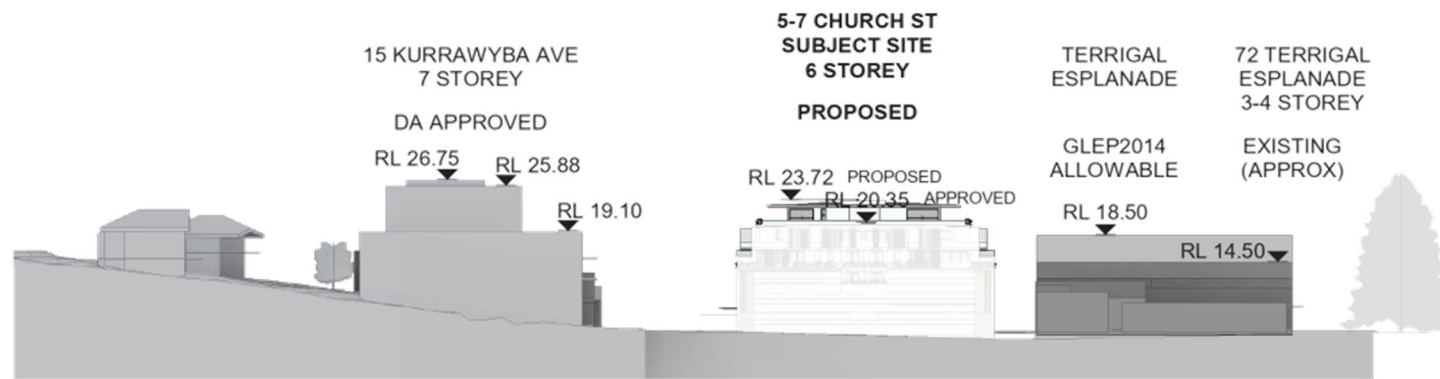 15 KURRAWYBA AVE
7 STOREY
DA APPROVED
RL 26.75
RL 25.88
RL 19.10
5-7 CHURCH ST
SUBJECT SITE
6 STOREY
PROPOSED
RL 23.72 PROPOSED
RL 20.35 APPROVED
TERRIGAL
ESPLANADE
GLEP2014
ALLOWABLE
RL 18.50
72 TERRIGAL
ESPLANADE
3-4 STOREY
EXISTING
(APPROX)
RL 14.50